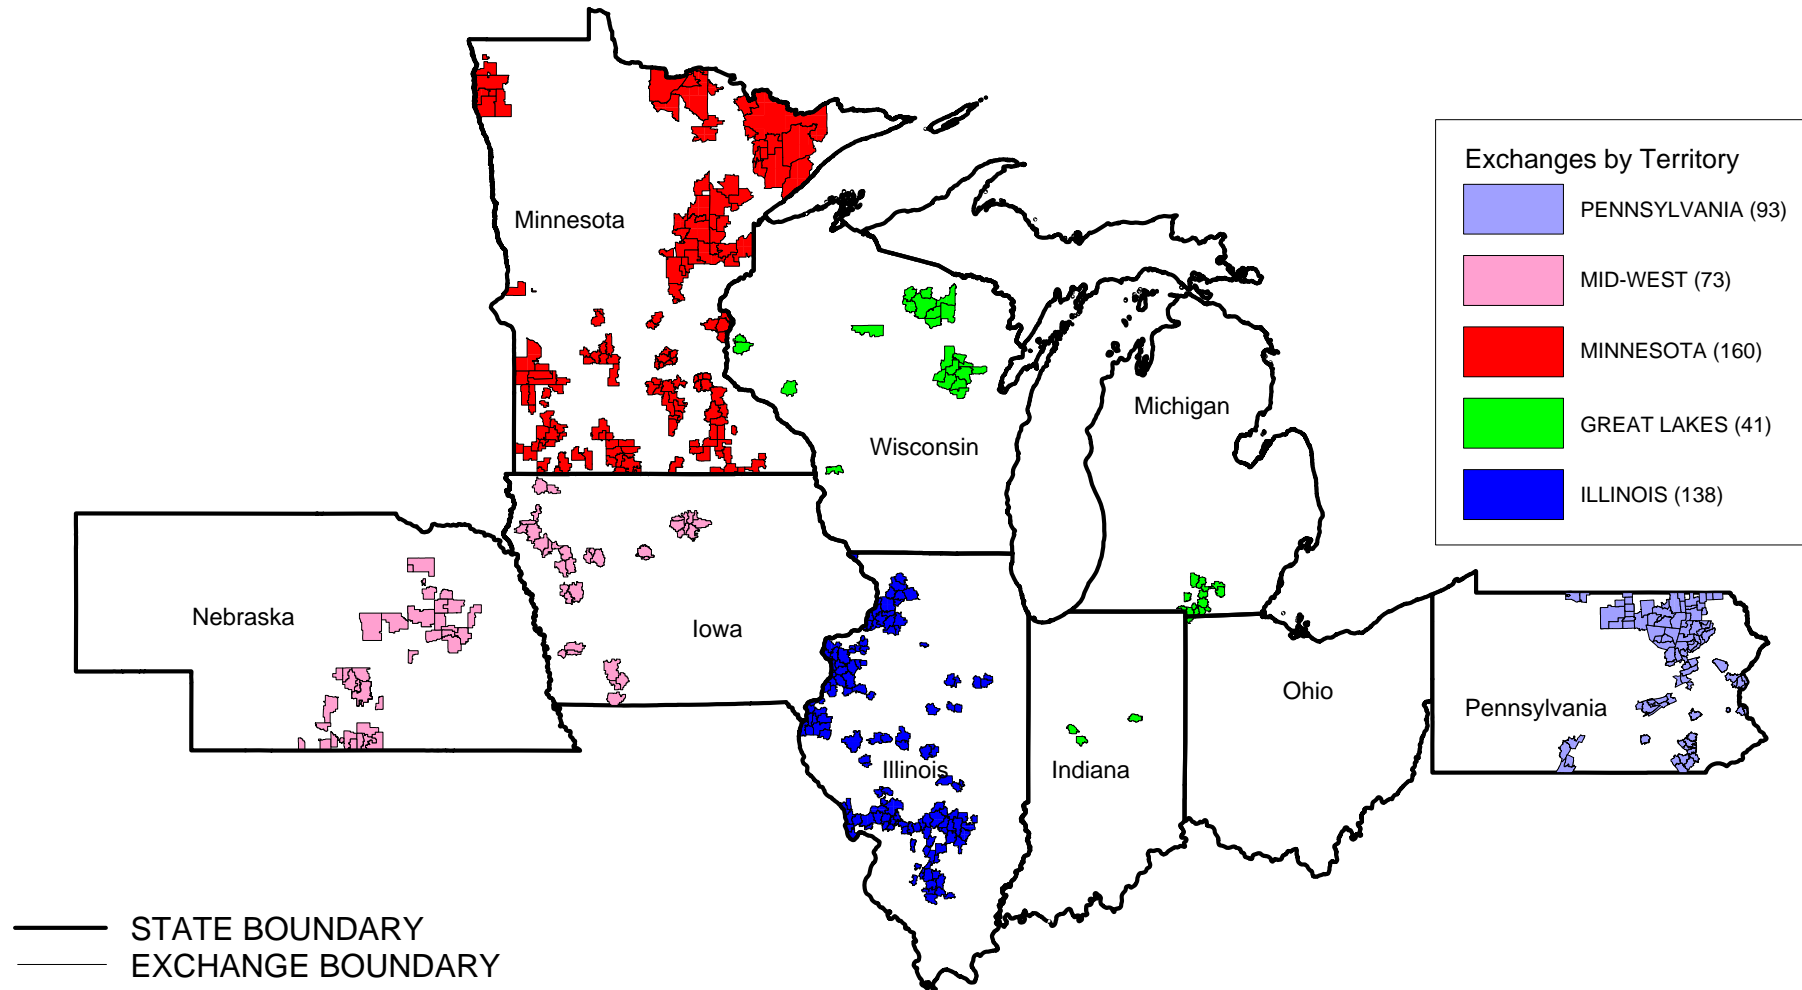 Exchanges by Territory
PENNSYLVANIA (93)
MID-WEST (73)
MINNESOTA (160)
GREAT LAKES (41)
ILLINOIS (138)
Minnesota
Michigan
Wisconsin
Nebraska
Iowa
Ohio
Pennsylvania
Illinois
Indiana
STATE BOUNDARY
EXCHANGE BOUNDARY